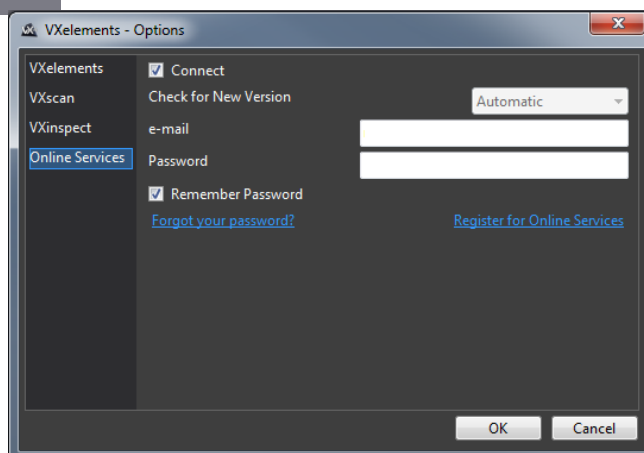 VXelements - Options
VXelements
Connect
VXscan
Check for New Version
Automatic
VXinspect
e-mail
Online Services
Password
Remember Password
Forgot your password?
Register for Online Services
OK
Cancel